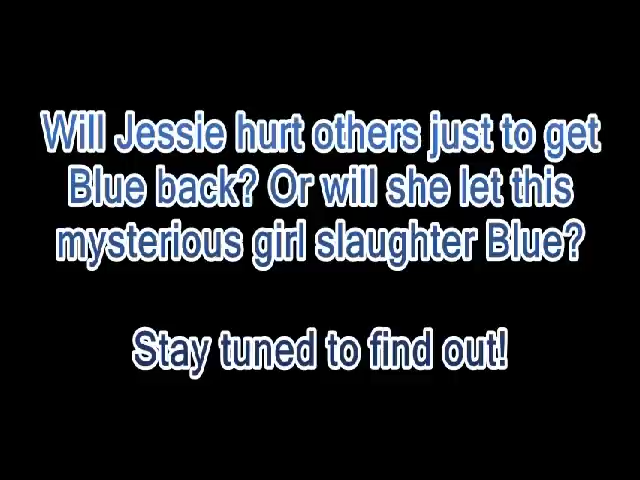 Will Jessie hurt others just to get
Blue back? Or will she let this
mysterious girl slaughter Blue?
Stay tuned to find out!